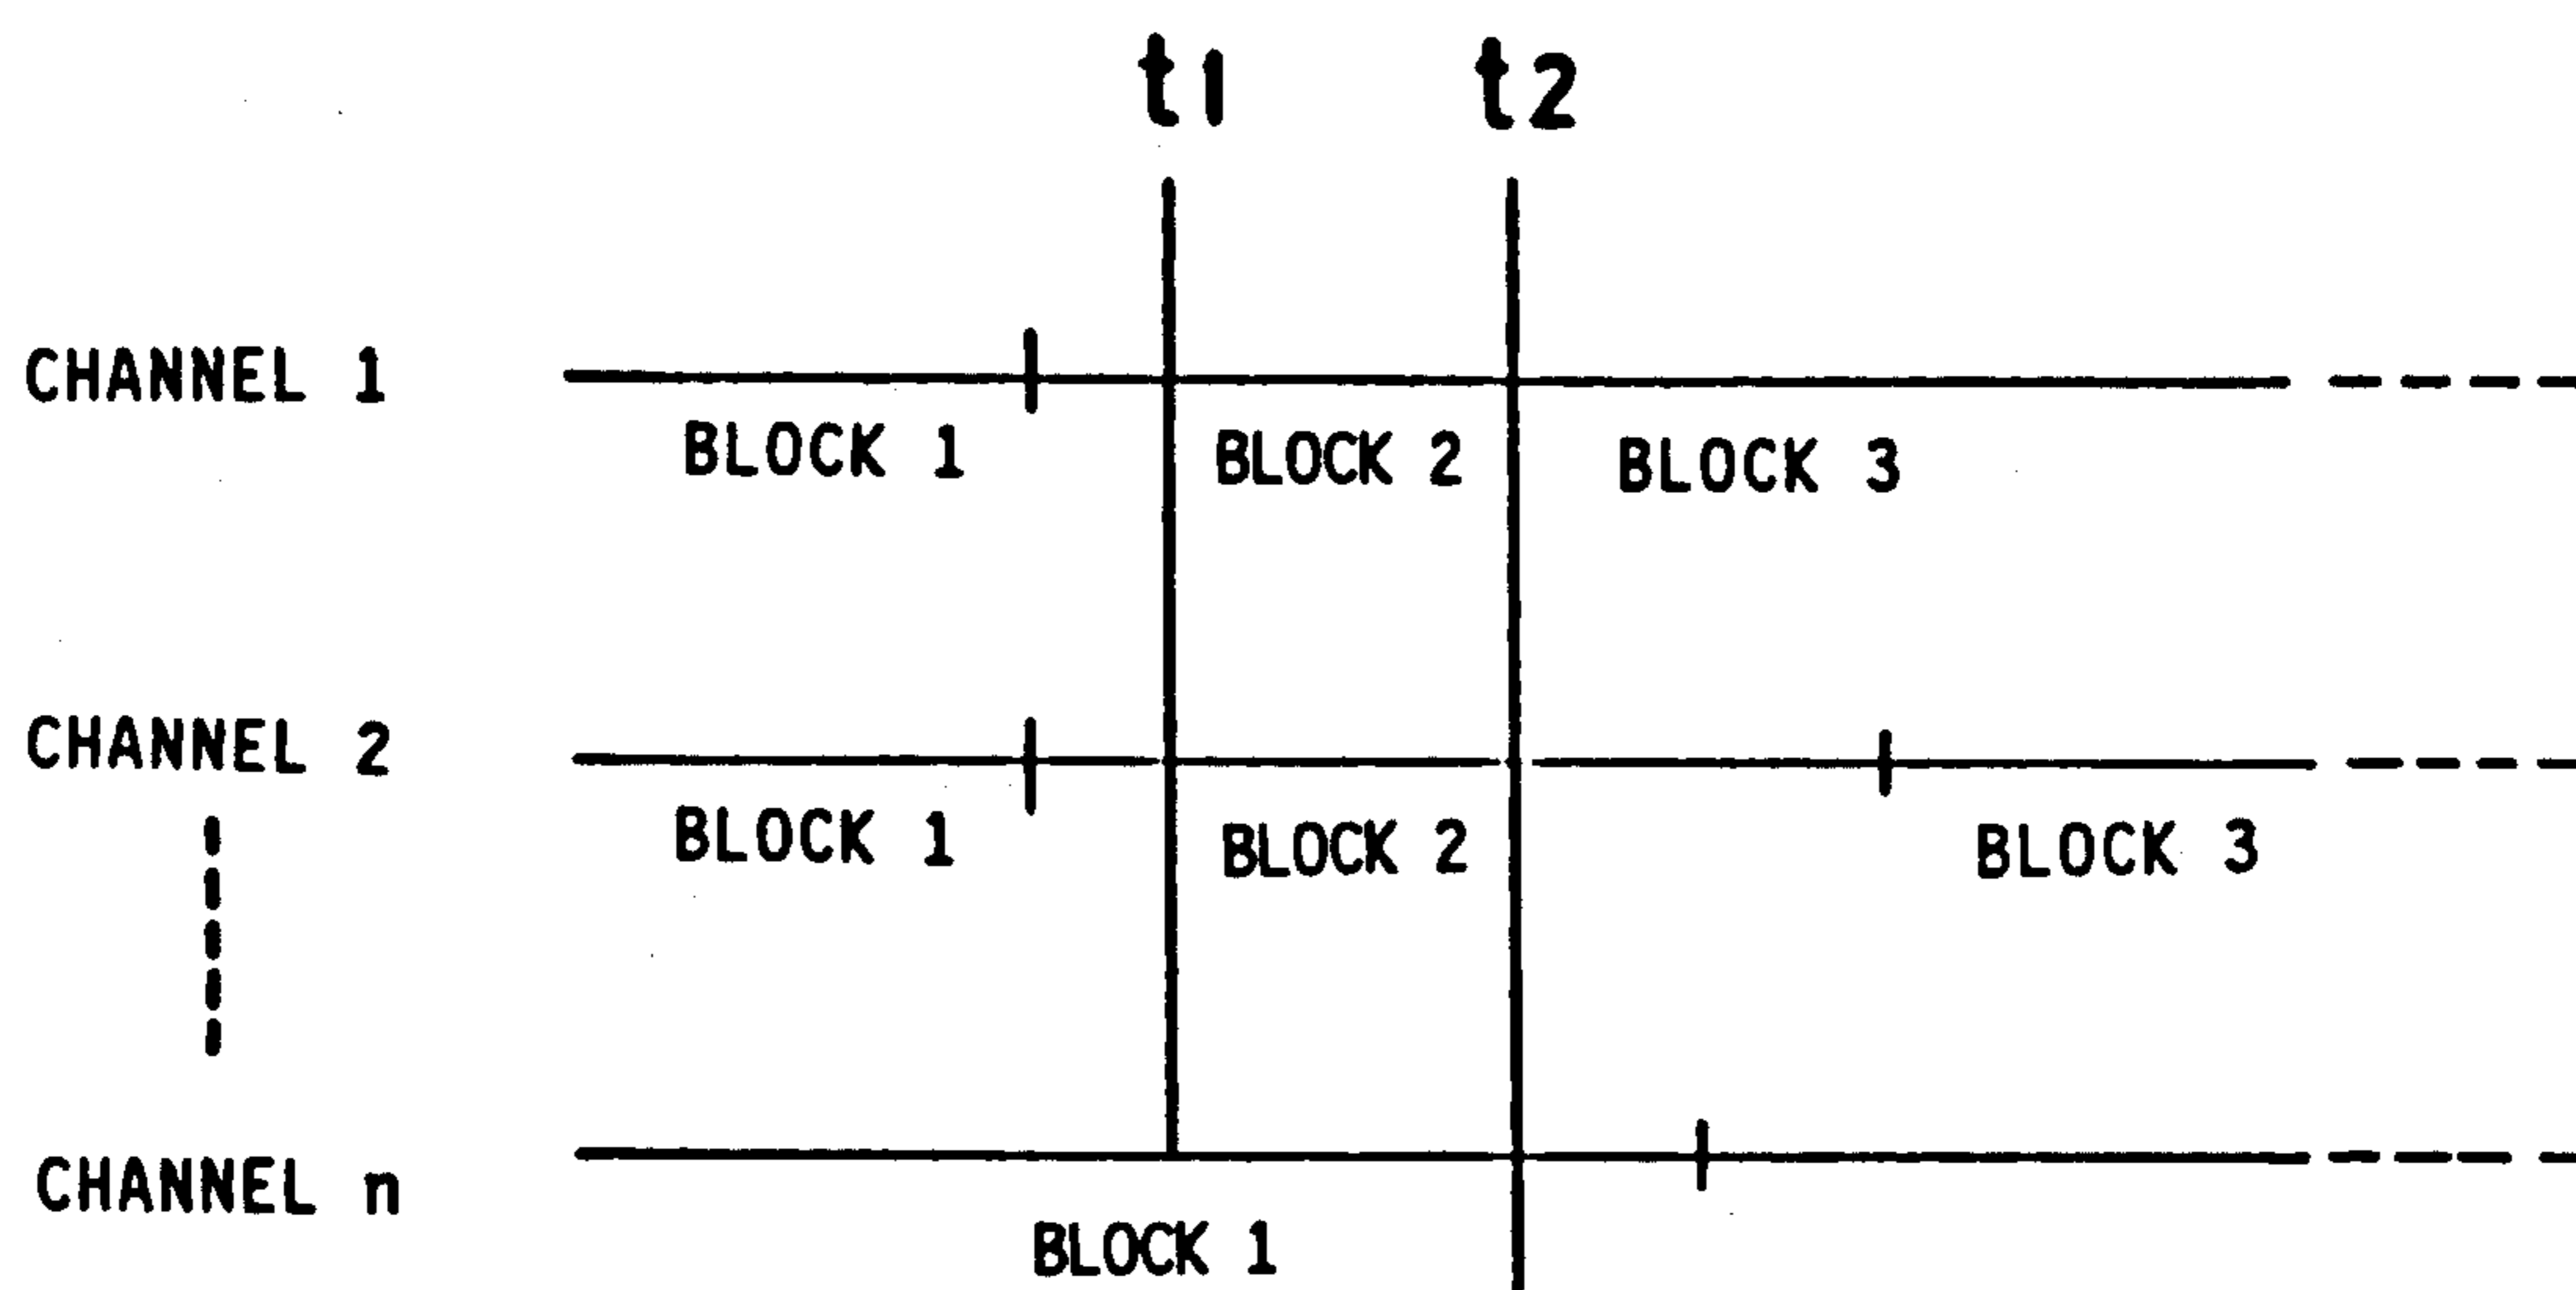 t1 t2
CHANNEL 1
BLOCK 1 BLOCK 2 BLOCK 3
CHANNEL 2
BLOCK 1 BLOCK 2 BLOCK 3
CHANNEL n
BLOCK 1